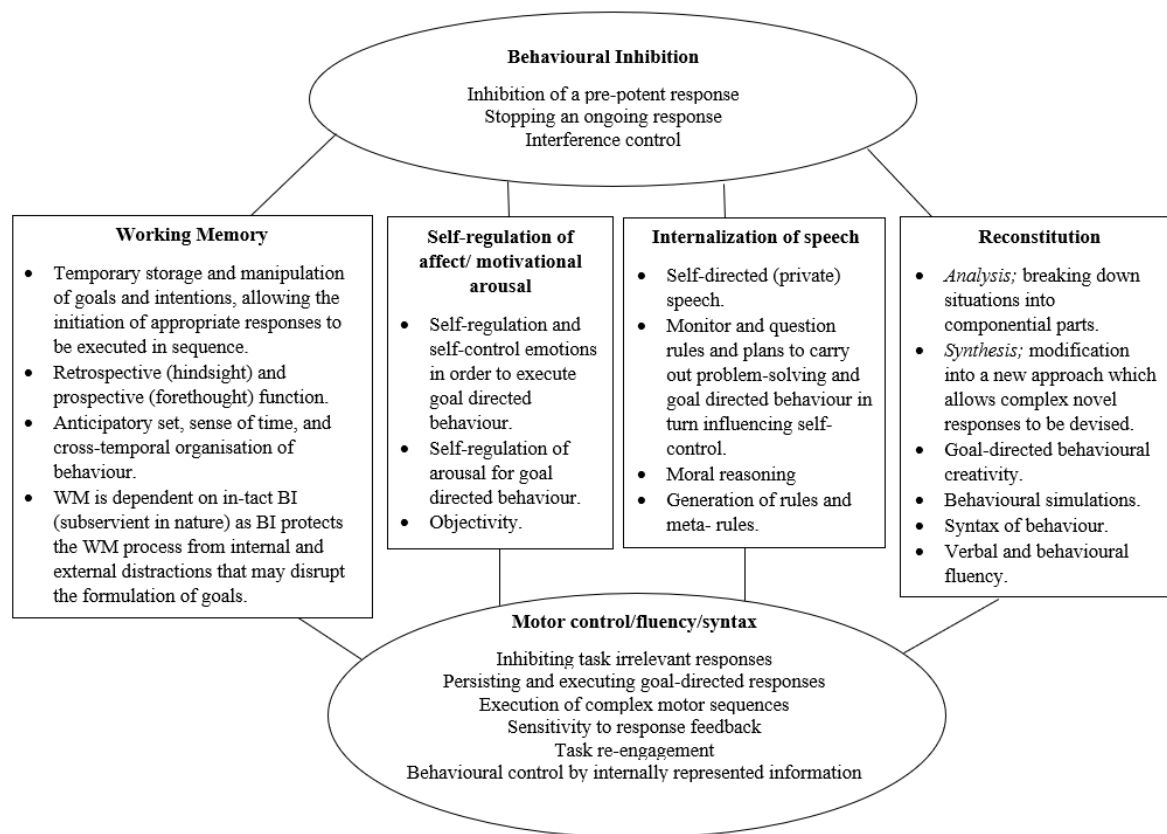 Behavioural Inhibition
Inhibition of a pre-potent response
Stopping an ongoing response
Interference control
Working Memory
• Temporary storage and manipulation
of goals and intentions, allowing the
initiation of appropriate responses to
be executed in sequence.
• Retrospective (hindsight) and
prospective (forethought) function.
• Anticipatory set, sense of time, and
cross-temporal organisation of
behaviour.
• WM is dependent on in-tact BI
(subservient in nature) as BI protects
the WM process from internal and
external distractions that may disrupt
the formulation of goals.
Self-regulation of
affect/ motivational
arousal
• Self-regulation and
self-control emotions
in order to execute
goal directed
behaviour.
• Self-regulation of
arousal for goal
directed behaviour.
• Objectivity.
Internalization of speech
• Self-directed (private)
speech.
• Monitor and question
rules and plans to carry
out problem-solving and
goal directed behaviour in
turn influencing self-
control.
• Moral reasoning
• Generation of rules and
meta- rules.
Reconstitution
• Analysis; breaking down
situations into
componential parts.
• Synthesis; modification
into a new approach which
allows complex novel
responses to be devised.
• Goal-directed behavioural
creativity.
• Behavioural simulations.
• Syntax of behaviour.
• Verbal and behavioural
fluency.
Motor control/fluency/syntax
Inhibiting task irrelevant responses
Persisting and executing goal-directed responses
Execution of complex motor sequences
Sensitivity to response feedback
Task re-engagement
Behavioural control by internally represented information